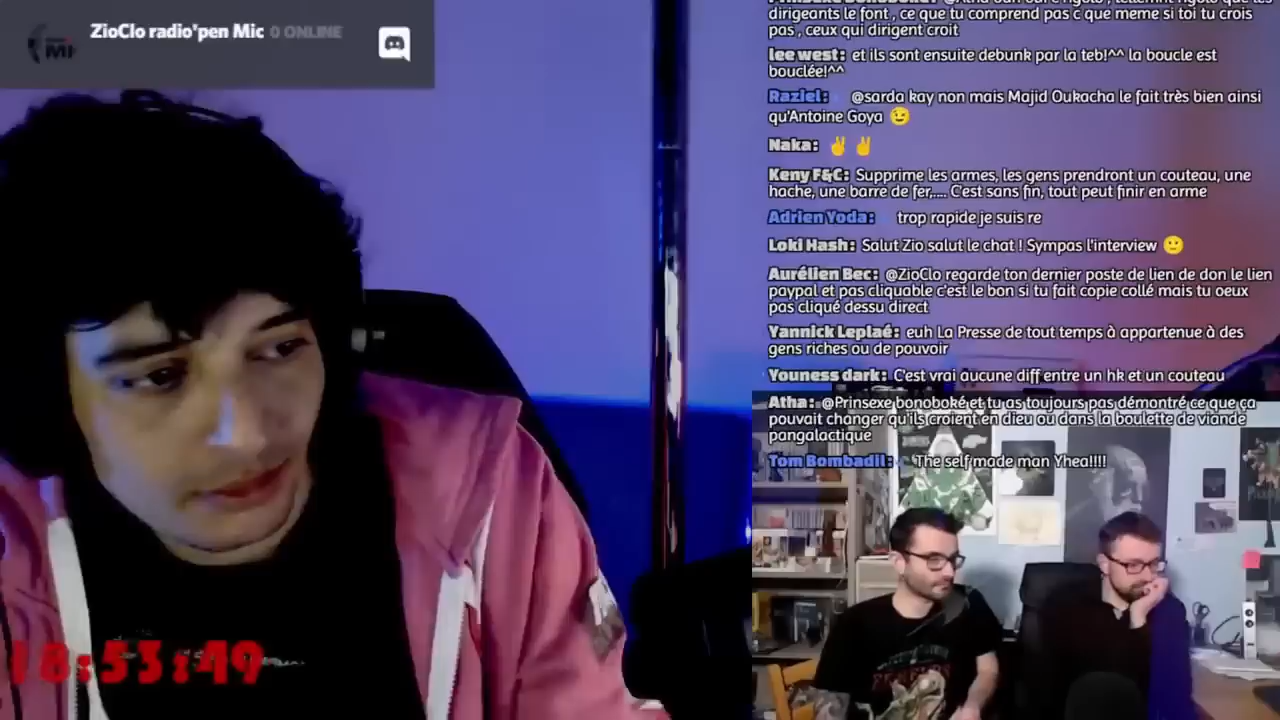 ZioClo radio'pen Mic 0 ONLINE
dirigeants le font , ce que tu comprend pas c que meme si toi tu crois
pas , ceux qui dirigent croit
lee west: et ils sont ensuite debunk par la teb!^^ la boucle est
bouclée!^^
Raziel: @sarda kay non mais Majid Oukacha le fait très bien ainsi
qu'Antoine Goya 😉
Naka: ✌️ ✌️
Keny F&C: Supprime les armes, les gens prendront un couteau, une
hache, une barre de fer,.... C'est sans fin, tout peut finir en arme
Adrien Yoda: trop rapide je suis re
Loki Hash: Salut Zio salut le chat ! Sympas l'interview 🙂
Aurélien Bec: @ZioClo regarde ton dernier poste de lien de don le lien
paypal et pas cliquable c'est le bon si tu fait copie collé mais tu oeux
pas cliqué dessu direct
Yannick Leplaé: euh La Presse de tout temps à appartenue à des
gens riches ou de pouvoir
Youness dark: C'est vrai aucune diff entre un hk et un couteau
Atha: @Prinsexe bonoboké et tu as toujours pas démontré ce que ça
pouvait changer qu'ils croient en dieu ou dans la boulette de viande
pangalactique
Tom Bombadil: The self made man Yhea!!!!
18:53:49